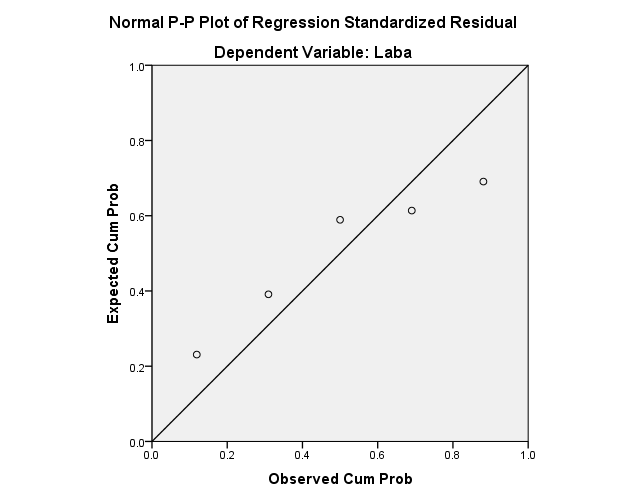 Normal P-P Plot of Regression Standardized Residual
Dependent Variable: Laba
1.0
0.8
0.6
0.4
0.2
0.0
Expected Cum Prob
0.0 0.2 0.4 0.6 0.8 1.0
Observed Cum Prob